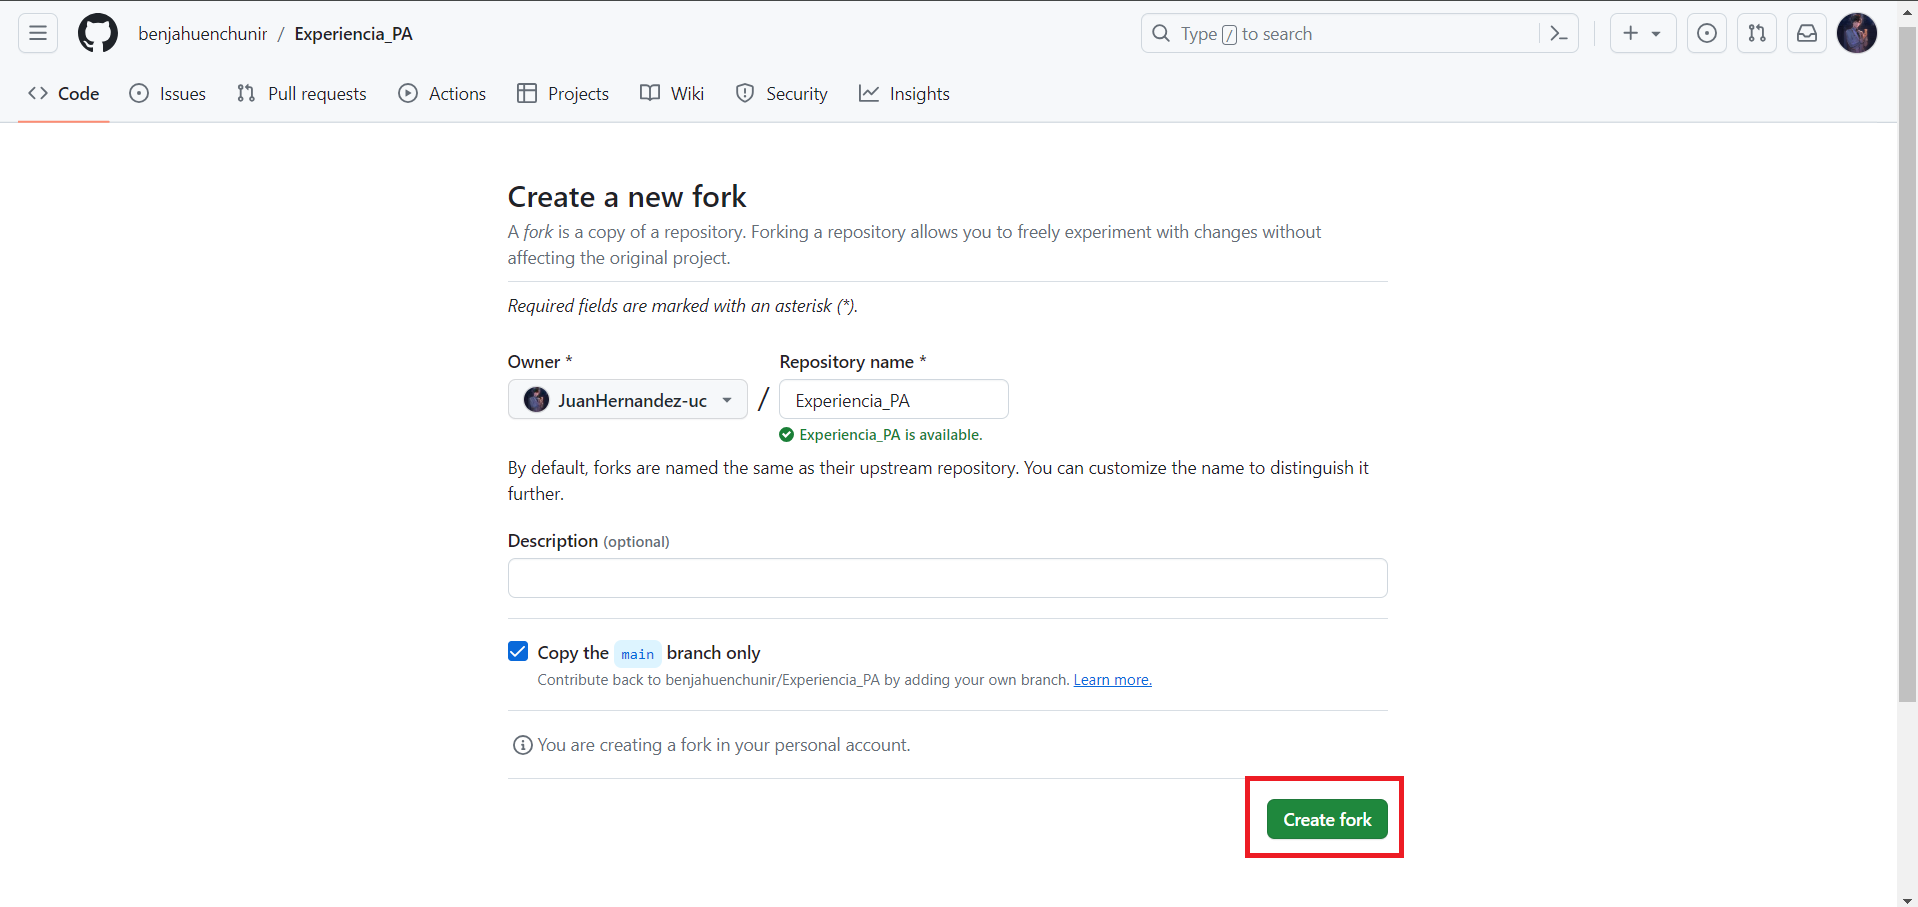 benjahuenchunir / Experiencia_PA
Type / to search
Code Issues Pull requests Actions Projects Wiki Security Insights
Create a new fork
A fork is a copy of a repository. Forking a repository allows you to freely experiment with changes without
affecting the original project.
Required fields are marked with an asterisk (*).
Owner * Repository name *
JuanHernandez-uc / Experiencia_PA
Experiencia_PA is available.
By default, forks are named the same as their upstream repository. You can customize the name to distinguish it
further.
Description (optional)
Copy the main branch only
Contribute back to benjahuenchunir/Experiencia_PA by adding your own branch. Learn more.
You are creating a fork in your personal account.
Create fork